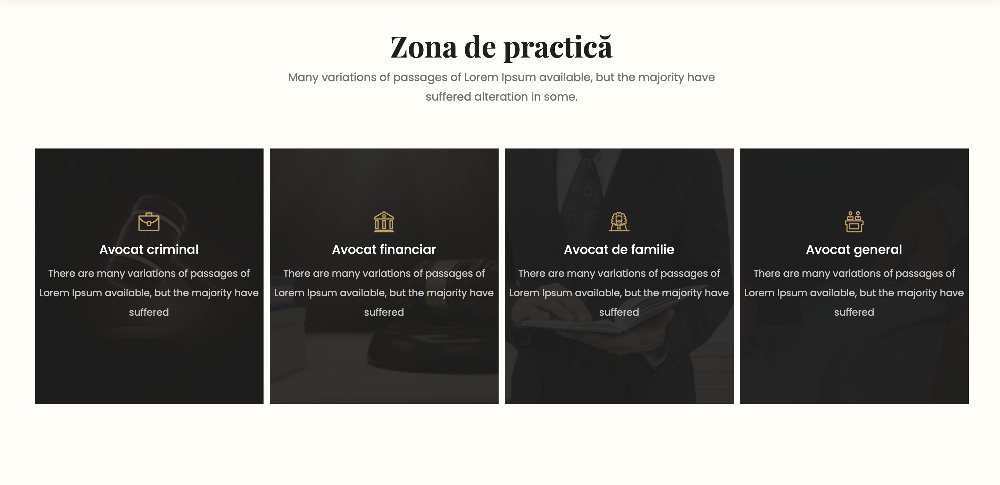 Zona de practică
Many variations of passages of Lorem Ipsum available, but the majority have
suffered alteration in some.
Avocat criminal
There are many variations of passages of
Lorem Ipsum available, but the majority have
suffered
Avocat financiar
There are many variations of passages of
Lorem Ipsum available, but the majority have
suffered
Avocat de familie
There are many variations of passages of
Lorem Ipsum available, but the majority have
suffered
Avocat general
There are many variations of passages of
Lorem Ipsum available, but the majority have
suffered